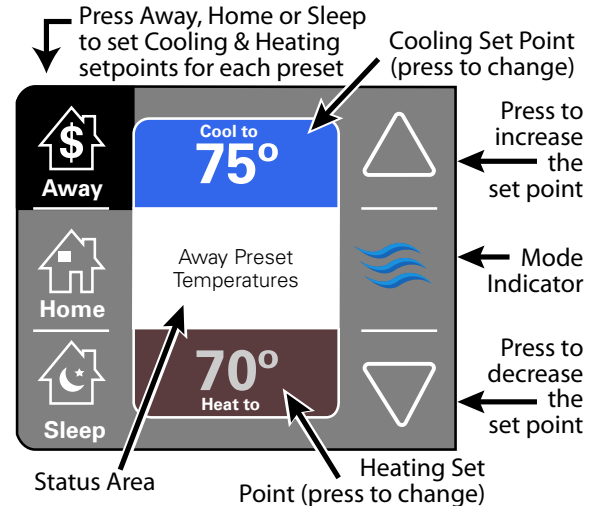 Press Away, Home or Sleep
to set Cooling & Heating
setpoints for each preset
Cooling Set Point
(press to change)
$
Away
Home
Sleep
Cool to
75º
Away Preset
Temperatures
70º
Heat to
Press to
increase
the
set point
Mode
Indicator
Press to
decrease
the
set point
Status Area
Heating Set
Point (press to change)